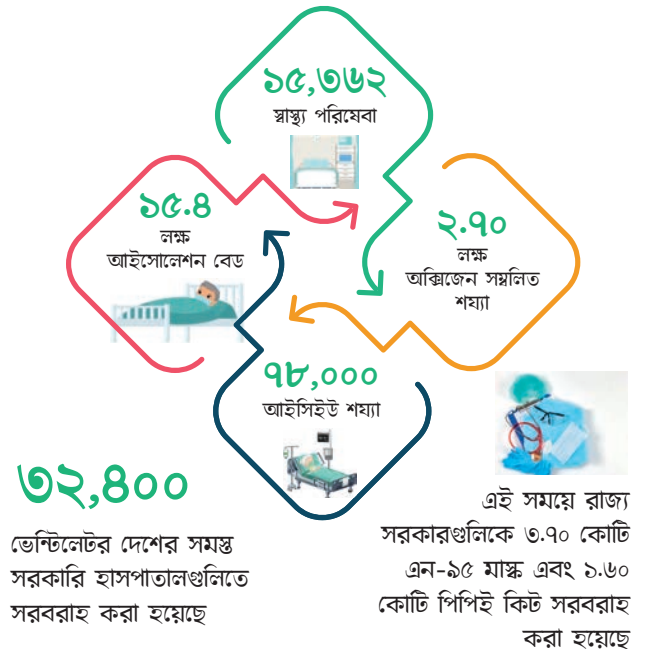 ১৫,৩৬২
স্বাস্থ্য পরিষেবা
১৫.৪
লক্ষ
আইসোলেশন বেড
২.৭০
লক্ষ
অক্সিজেন সম্বলিত
শয্যা
৭৮,০০০
আইসিইউ শয্যা
৩২,৪০০
ভেন্টিলেটর দেশের সমস্ত
সরকারি হাসপাতালগুলিতে
সরবরাহ করা হয়েছে
এই সময়ে রাজ্য
সরকারগুলিকে ৩.৭০ কোটি
এন-৯৫ মাস্ক এবং ১.৬০
কোটি পিপিই কিট সরবরাহ
করা হয়েছে